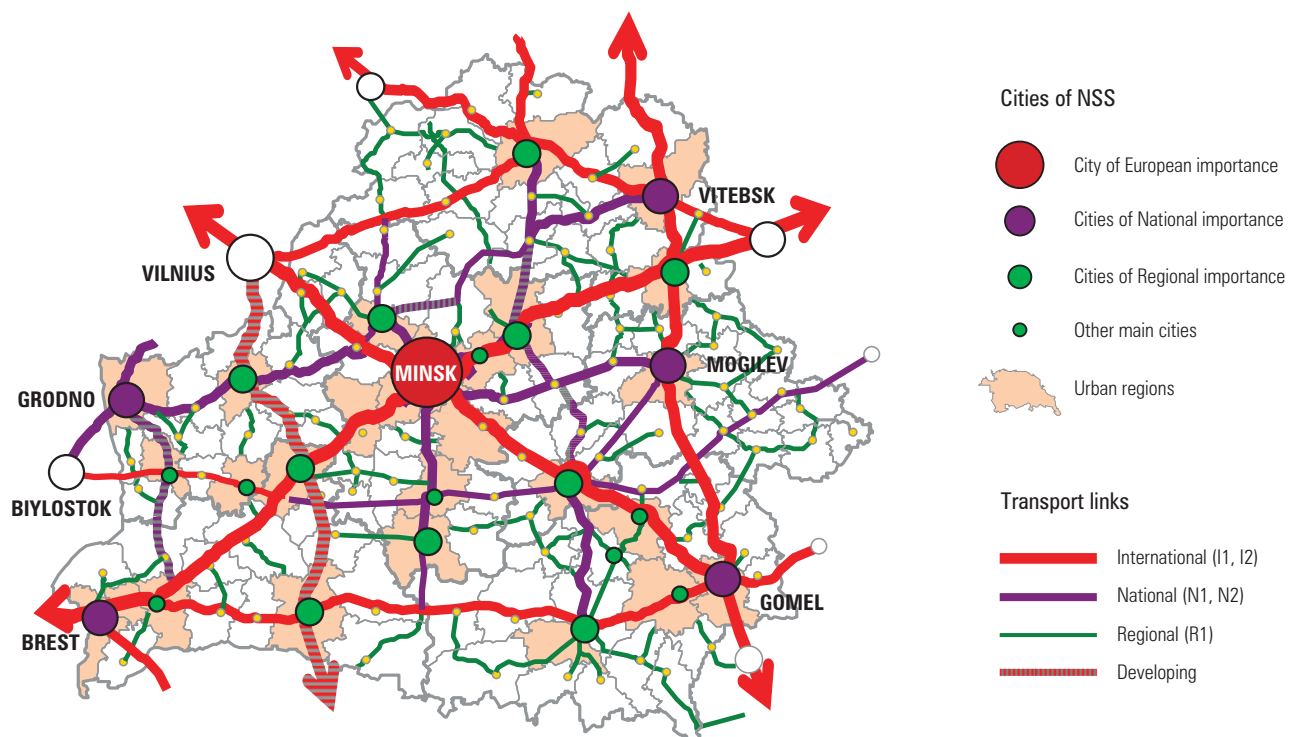 VITEBSK
VILNIUS
MINSK
MOGILËV
GRODNO
BIYLOSTOK
GOMEL
BREST
Cities of NSS
City of European importance
Cities of National importance
Cities of Regional importance
Other main cities
Urban regions
Transport links
International (I1, I2)
National (N1, N2)
Regional (R1)
Developing